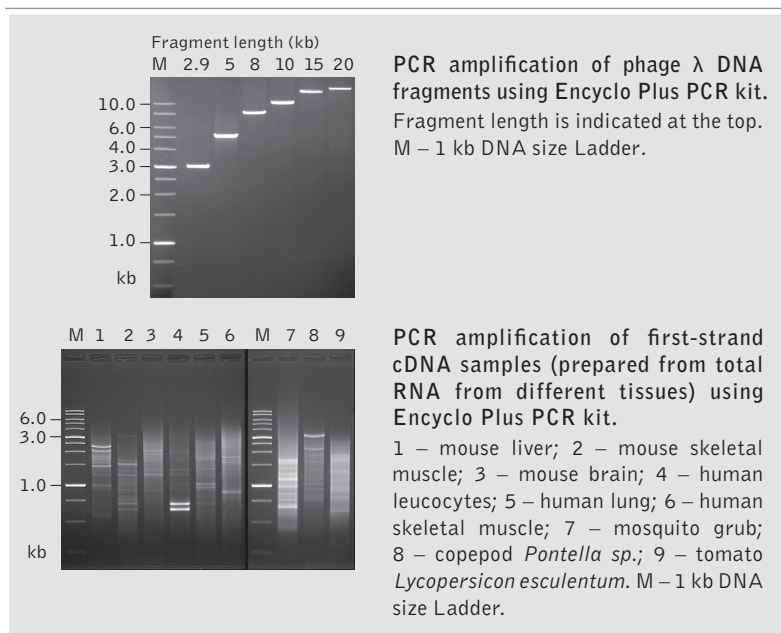 Fragment length (kb)
M 2.9 5 8 10 15 20
10.0
6.0
4.0
3.0
2.0
1.0
kb
PCR amplification of phage λ DNA
fragments using Encyclo Plus PCR kit.
Fragment length is indicated at the top.
M – 1 kb DNA size Ladder.
M 1 2 3 4 5 6 M 7 8 9
6.0
3.0
1.0
kb
PCR amplification of first-strand
cDNA samples (prepared from total
RNA from different tissues) using
Encyclo Plus PCR kit.
1 – mouse liver; 2 – mouse skeletal
muscle; 3 – mouse brain; 4 – human
leucocytes; 5 – human lung; 6 – human
skeletal muscle; 7 – mosquito grub;
8 – copepod Pontella sp.; 9 – tomato
Lycopersicon esculentum. M – 1 kb DNA
size Ladder.